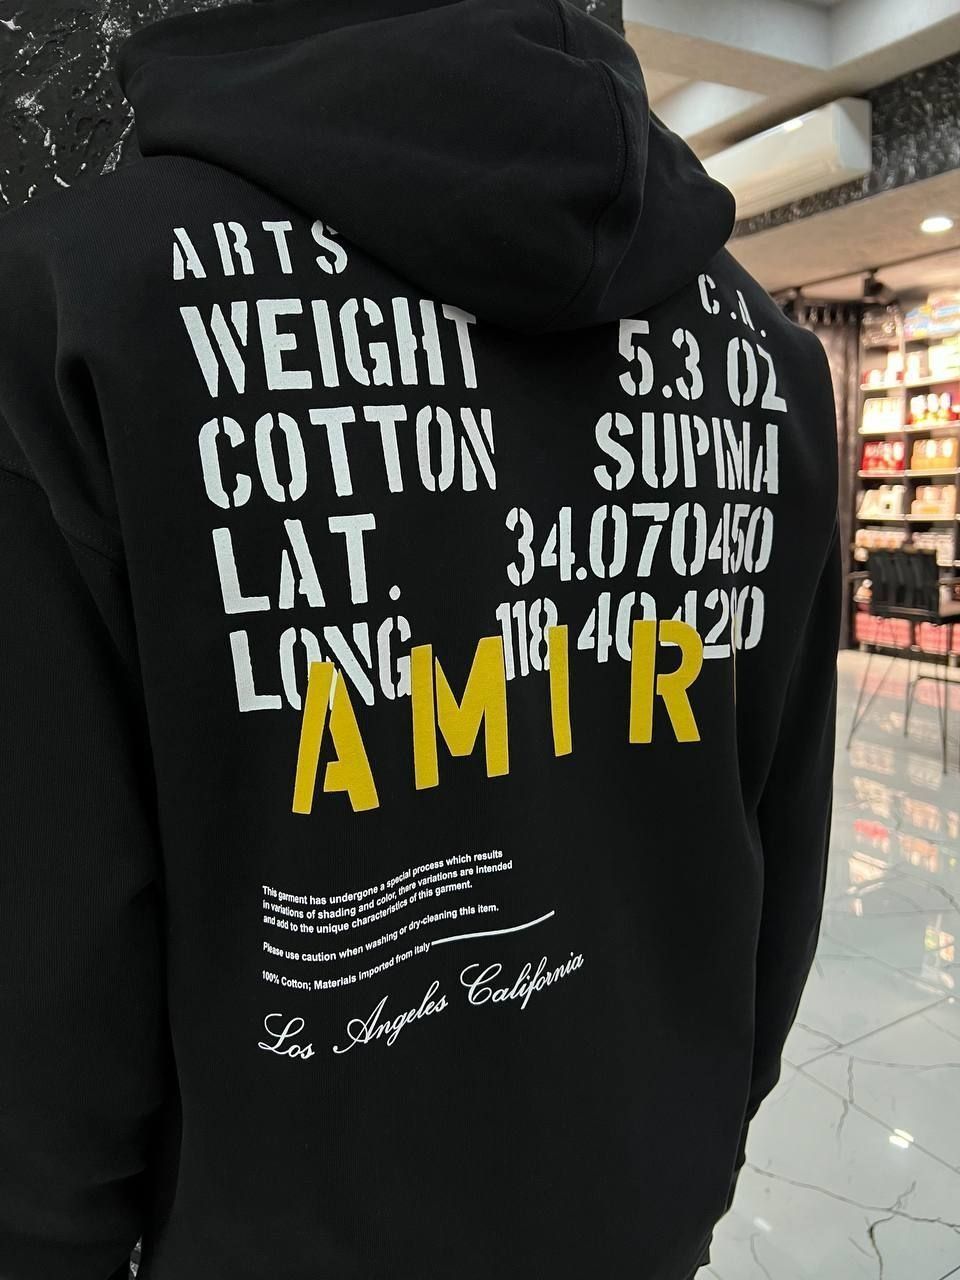 ARTS C.A.
WEIGHT 5.3 OZ
COTTON SUPIMA
LAT. 34.070450
LONG 118.404280
AMIR
This garment has undergone a special process which results
in variations of shading and color, there variations are intended
and add to the unique characteristics of this garment.
Please use caution when washing or dry-cleaning this item.
100% Cotton; Materials Imported from Italy
Los Angeles California